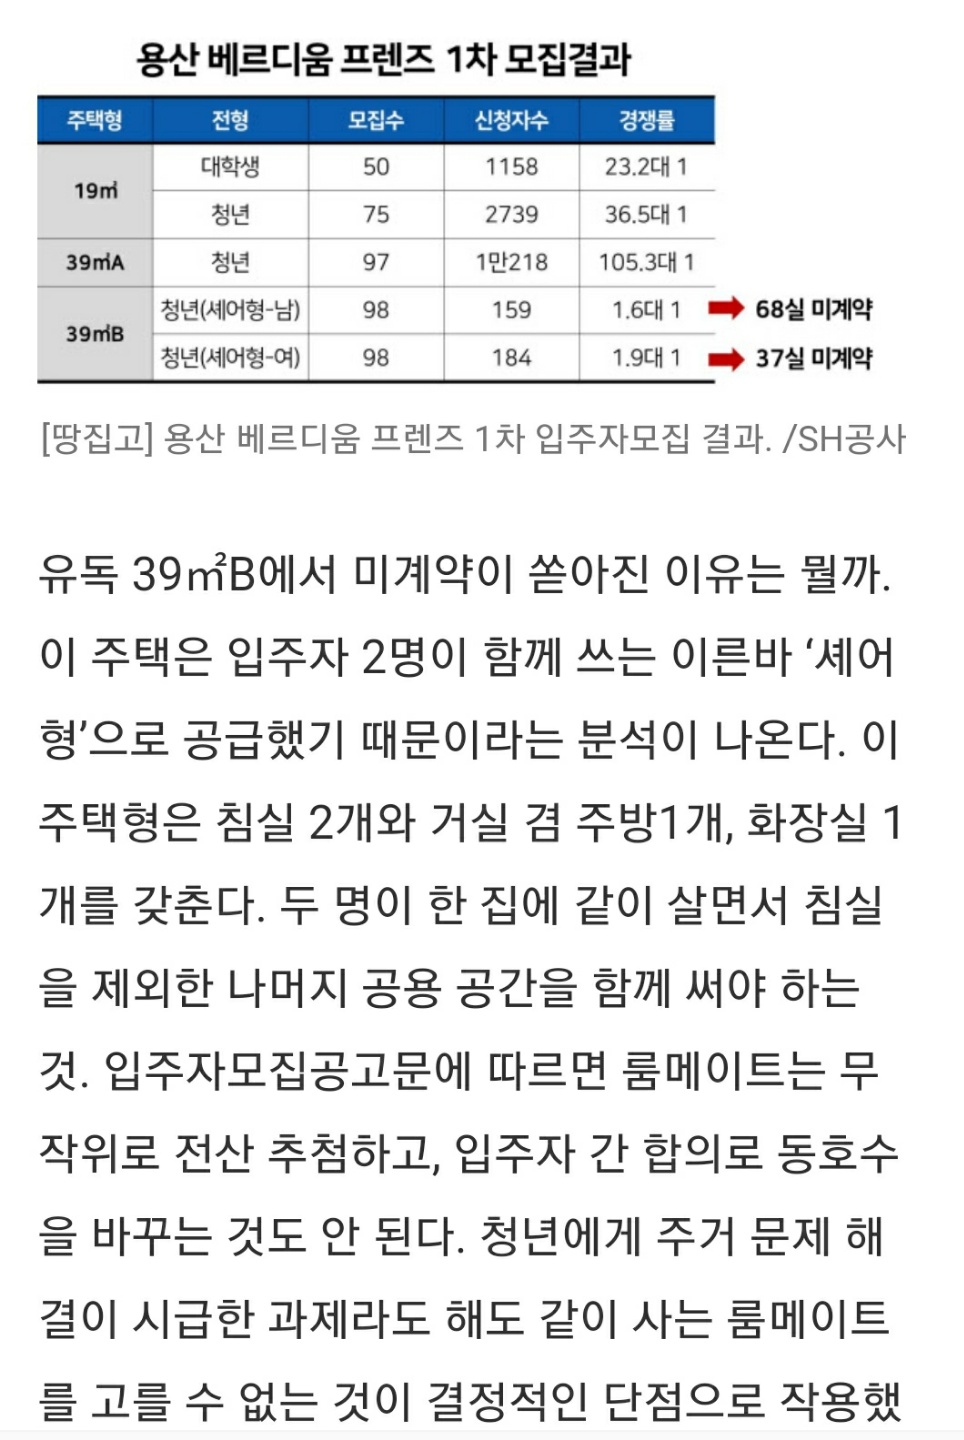 용산 베르디움 프렌즈 1차 모집결과
주택형 전형 모집수 신청자수 경쟁률
19㎡ 대학생 50 1158 23.2대 1
청년 75 2739 36.5대 1
39㎡A 청년 97 1만218 105.3대 1
39㎡B 청년(셰어형-남) 98 159 1.6대 1 68실 미계약
청년(셰어형-여) 98 184 1.9대 1 37실 미계약
[땅집고] 용산 베르디움 프렌즈 1차 입주자모집 결과. /SH공사
유독 39㎡B에서 미계약이 쏟아진 이유는 뭘까.
이 주택은 입주자 2명이 함께 쓰는 이른바 ‘셰어
형’으로 공급했기 때문이라는 분석이 나온다. 이
주택형은 침실 2개와 거실 겸 주방1개, 화장실 1
개를 갖춘다. 두 명이 한 집에 같이 살면서 침실
을 제외한 나머지 공용 공간을 함께 써야 하는
것. 입주자모집공고문에 따르면 룸메이트는 무
작위로 전산 추첨하고, 입주자 간 합의로 동호수
을 바꾸는 것도 안 된다. 청년에게 주거 문제 해
결이 시급한 과제라도 해도 같이 사는 룸메이트
를 고를 수 없는 것이 결정적인 단점으로 작용했